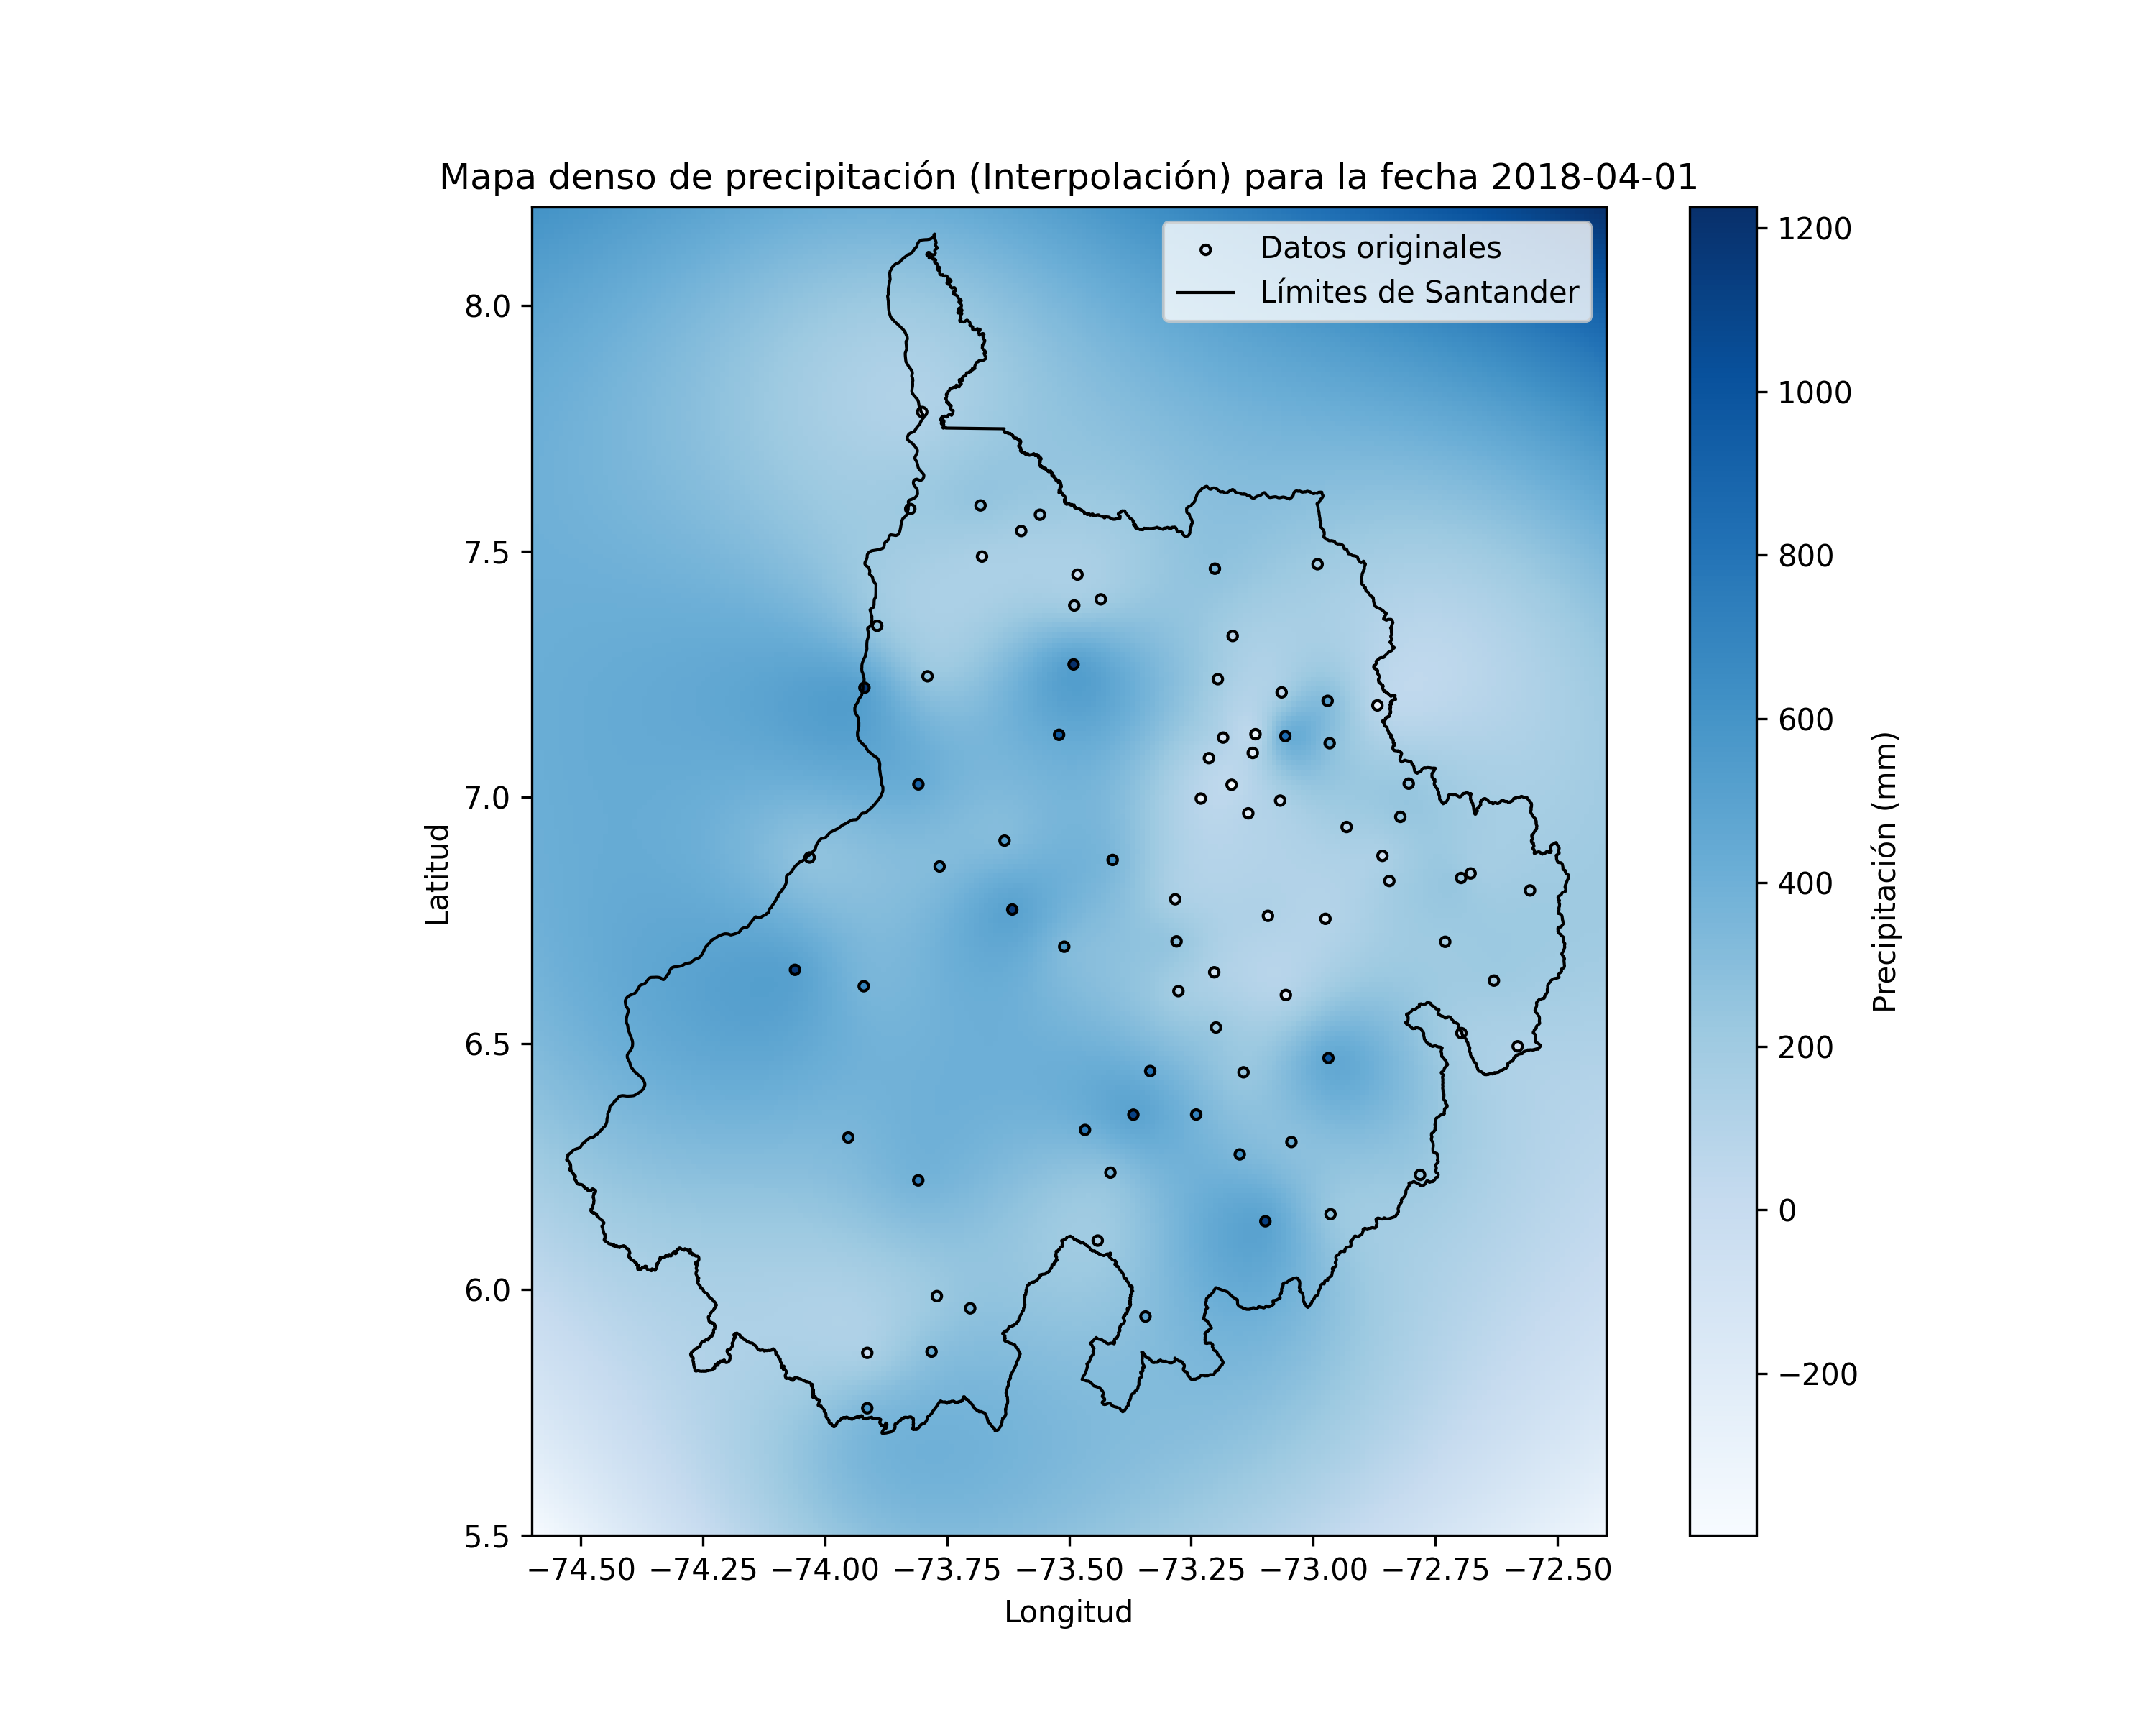 Mapa denso de precipitación (Interpolación) para la fecha 2018-04-01
Datos originales
Límites de Santander
8.0
7.5
7.0
6.5
6.0
5.5
Latitud
−74.50 −74.25 −74.00 −73.75 −73.50 −73.25 −73.00 −72.75 −72.50
Longitud
1200
1000
800
600
400
200
0
−200
Precipitación (mm)